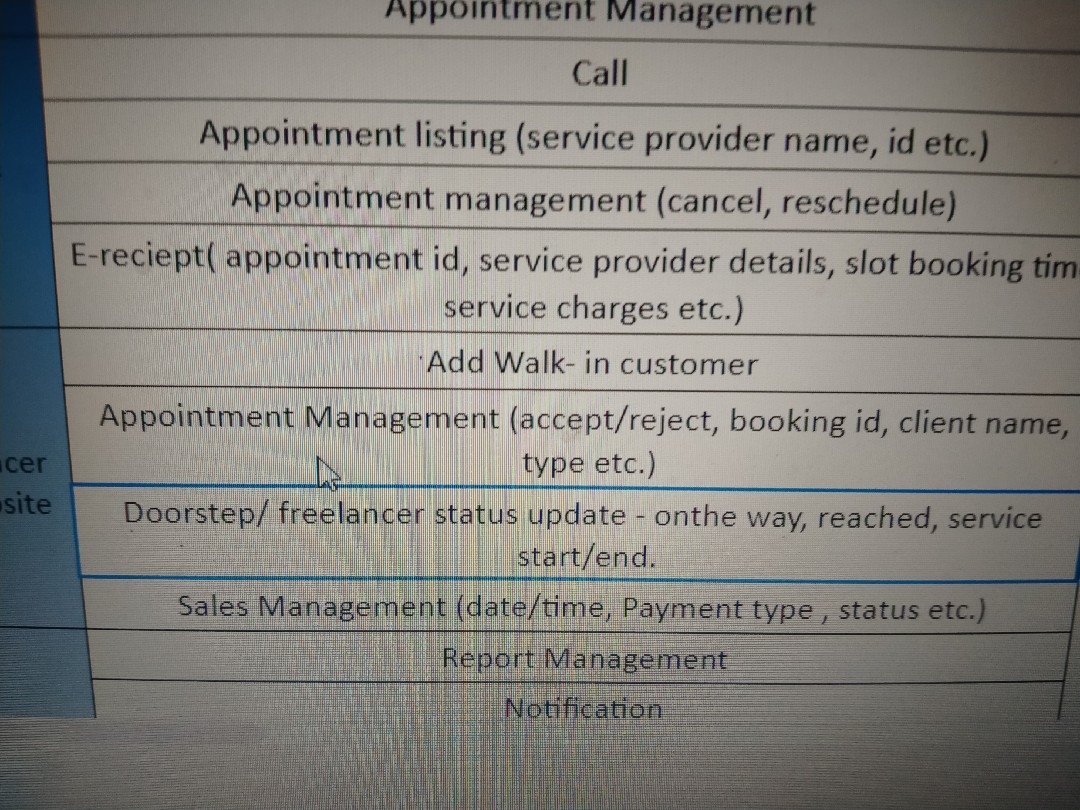 Appointment Management
Call
Appointment listing (service provider name, id etc.)
Appointment management (cancel, reschedule)
E-reciept( appointment id, service provider details, slot booking tim
service charges etc.)
Add Walk- in customer
Appointment Management (accept/reject, booking id, client name,
type etc.)
cer
site
Doorstep/ freelancer status update - onthe way, reached, service
start/end.
Sales Management (date/time, Payment type , status etc.)
Report Management
Notification